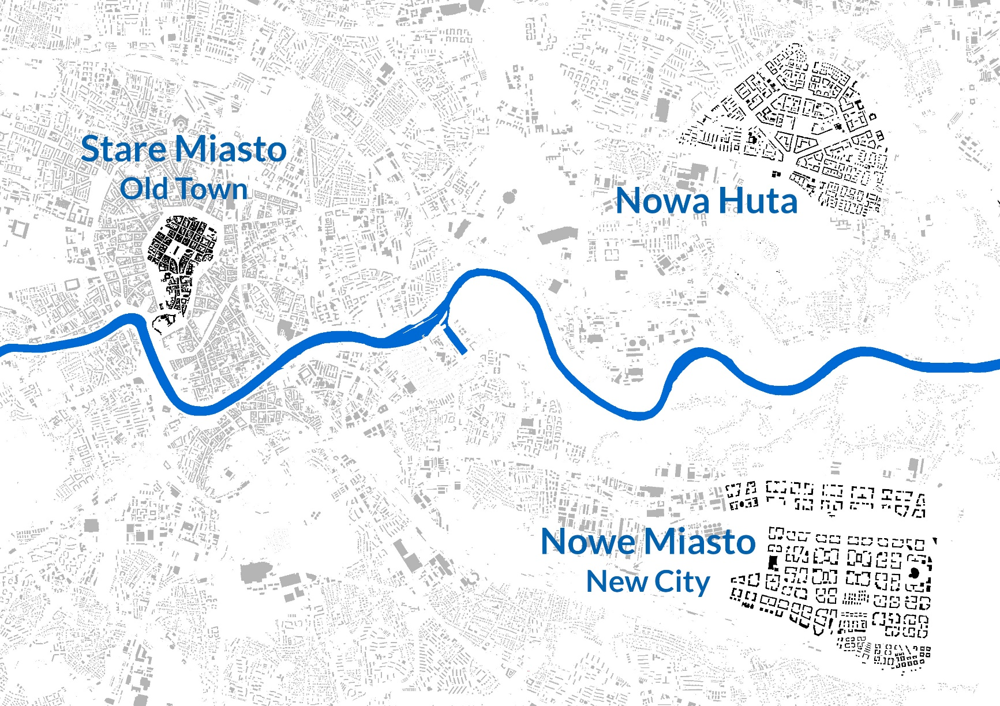 Stare Miasto
Old Town
Nowa Huta
Nowe Miasto
New City